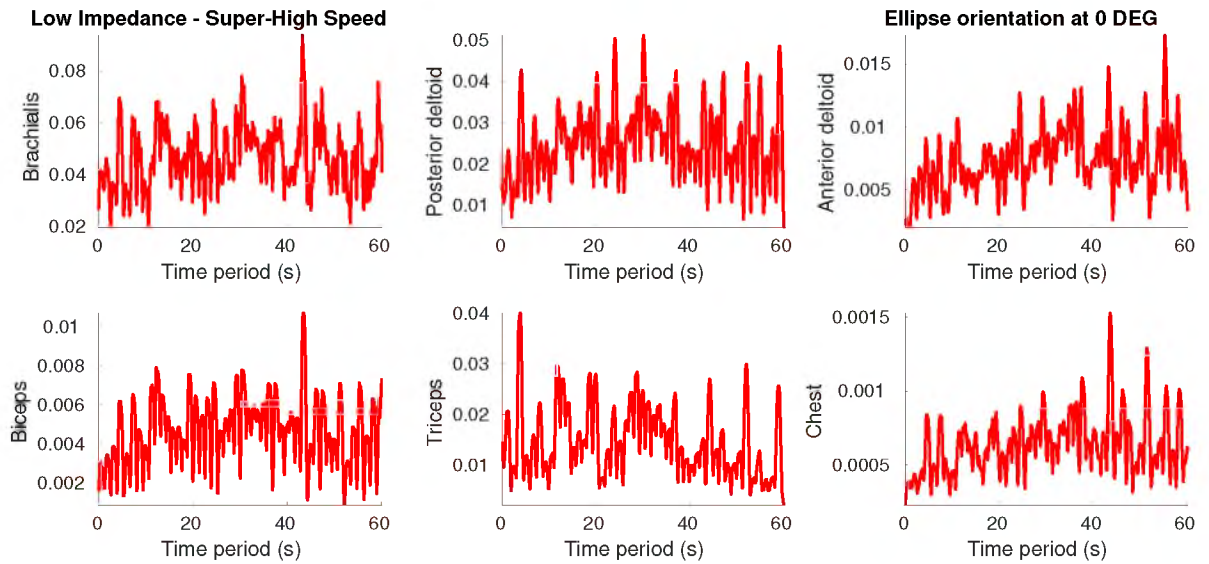 Low Impedance - Super-High Speed
Ellipse orientation at 0 DEG
Brachialis
0.08
0.06
0.04
0.02
0 20 40 60
Time period (s)
Posterior deltoid
0.05
0.04
0.03
0.02
0.01
0 20 40 60
Time period (s)
Anterior deltoid
0.015
0.01
0.005
0 20 40 60
Time period (s)
Biceps
0.01
0.008
0.006
0.004
0.002
0 20 40 60
Time period (s)
Triceps
0.04
0.03
0.02
0.01
0 20 40 60
Time period (s)
Chest
0.0015
0.001
0.0005
0 20 40 60
Time period (s)